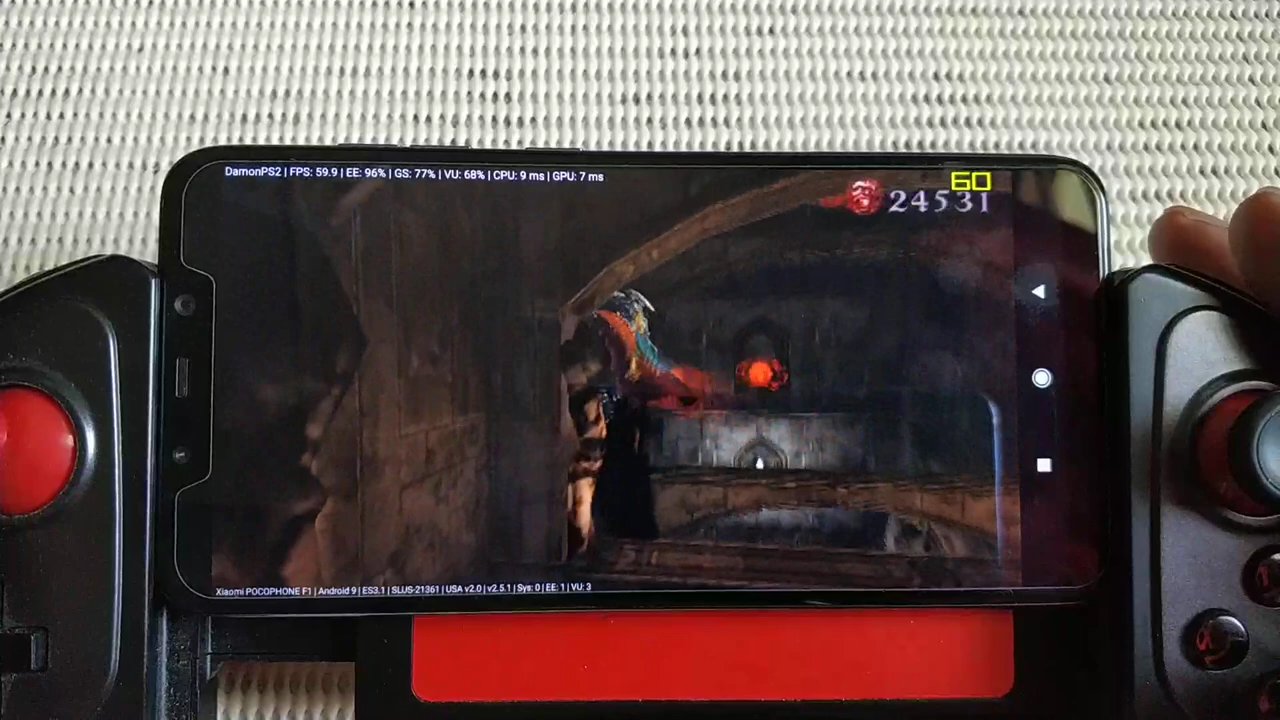 DamonPS2 | FPS: 59.9 | EE: 96% | GS: 77% | VU: 68% | CPU: 9 ms | GPU: 7 ms
60
24531
Xiaomi POCOPHONE F1 | Android 9 | ES3.1 | SLUS-21361 | USA v2.0 | v2.5.1 | Sys: 0 | EE: 1 | VU: 3